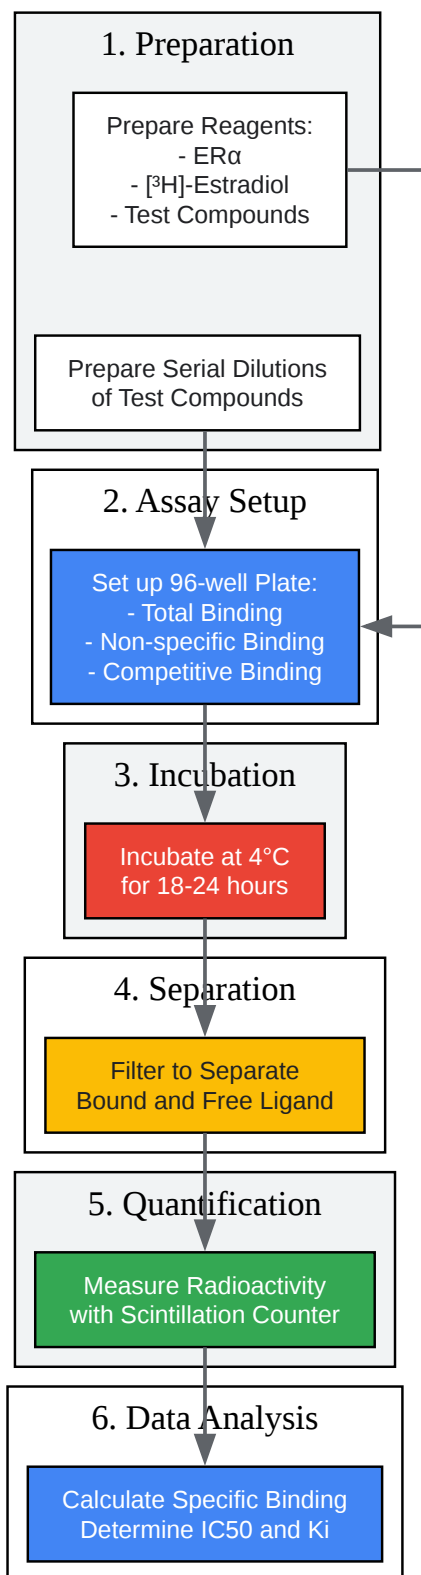 1. Preparation
Prepare Reagents:
- ERα
- [³H]-Estradiol
- Test Compounds
Prepare Serial Dilutions
of Test Compounds
2. Assay Setup
Set up 96-well Plate:
- Total Binding
- Non-specific Binding
- Competitive Binding
3. Incubation
Incubate at 4°C
for 18-24 hours
4. Separation
Filter to Separate
Bound and Free Ligand
5. Quantification
Measure Radioactivity
with Scintillation Counter
6. Data Analysis
Calculate Specific Binding
Determine IC50 and Ki